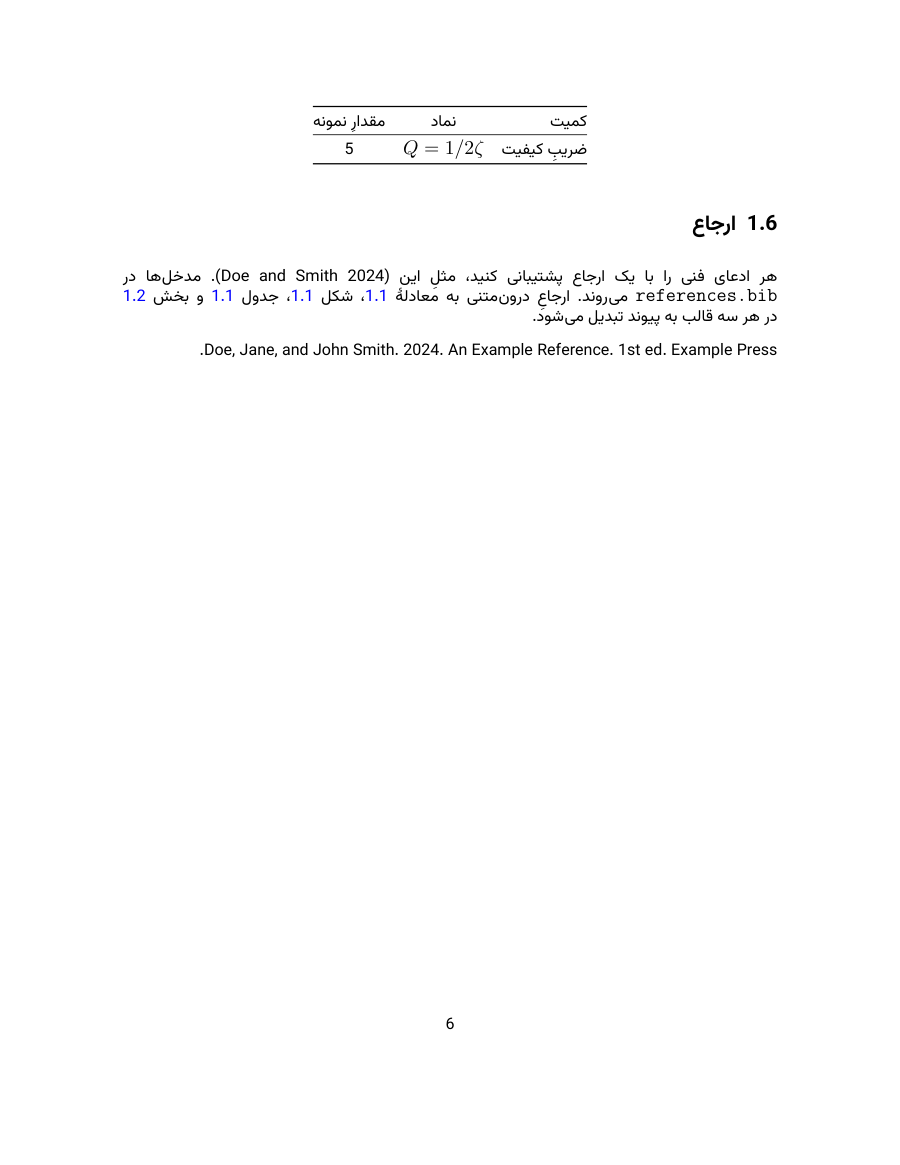 کمیت نماد مقدارِ نمونه
ضریبِ کیفیت Q = 1/2ζ 5
1.6 ارجاع
هر ادعای فنی را با یک ارجاع پشتیبانی کنید، مثلِ این (Doe and Smith 2024). مدخل‌ها در
references.bib می‌روند. ارجاعِ درون‌متنی به معادلهٔ 1.1، شکل 1.1، جدول 1.1 و بخش 1.2
در هر سه قالب به پیوند تبدیل می‌شود.
Doe, Jane, and John Smith. 2024. An Example Reference. 1st ed. Example Press.
6